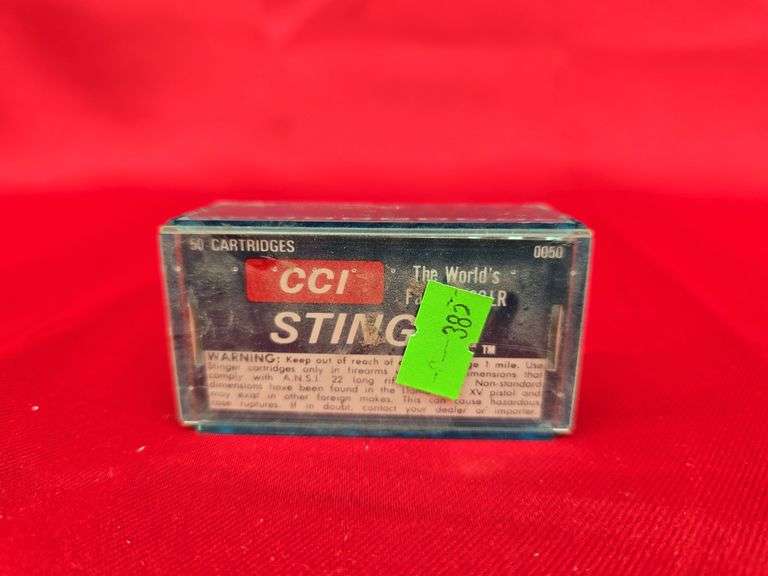 50 CARTRIDGES
0050
CCI
The World's
STING
™
WARNING: Keep out of reach of
1 mile. Use
Stinger cartridges only in firearms
dimensions that
comply with A.N.S.I. 22 long
Non-standard
dimensions have been found in the
XV pistol and
may exist in other foreign makes. This can cause hazardous
case ruptures. If in doubt, contact your dealer or importer.
385